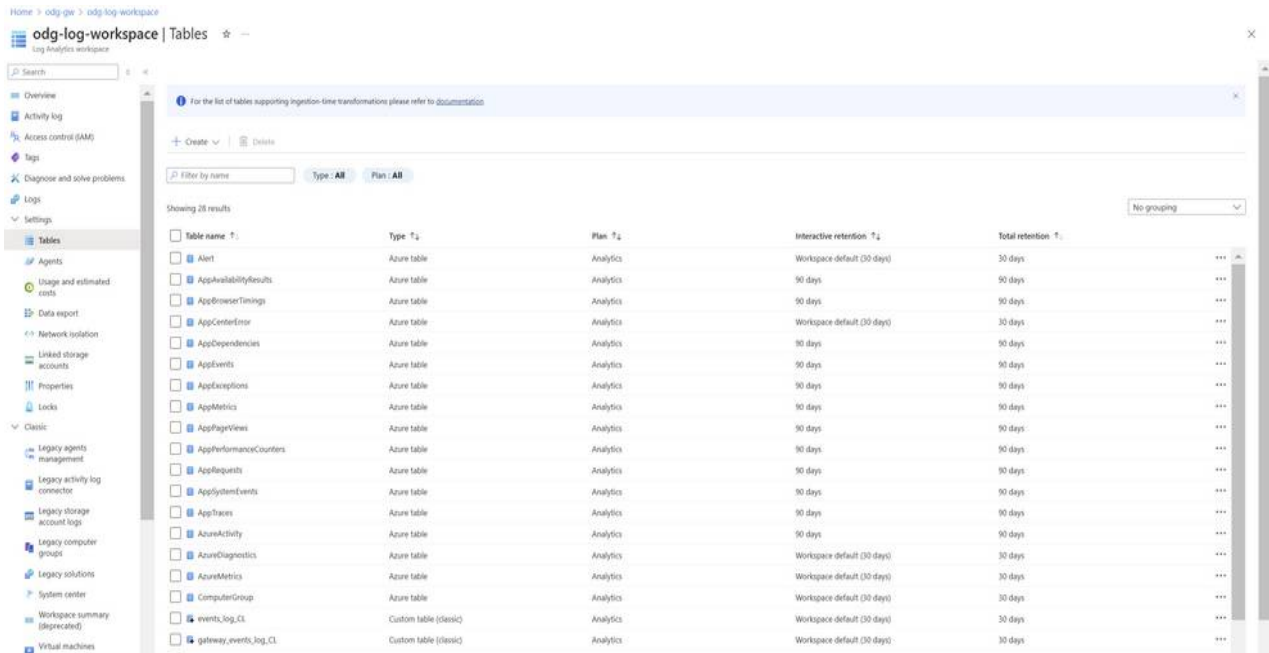 Home > odg-gw > odg-log-workspace
odg-log-workspace | Tables
Log Analytics workspace
Search
Overview
Activity log
Access control (IAM)
Tags
Diagnose and solve problems
Logs
Settings
Tables
Agents
Usage and estimated
costs
Data export
Network isolation
Linked storage
accounts
Properties
Locks
Classic
Legacy agents
management
Legacy activity log
connector
Legacy storage
account logs
Legacy computer
groups
Legacy solutions
System center
Workspace summary
(deprecated)
Virtual machines
For the list of tables supporting ingestion-time transformations please refer to documentation
Create Delete
Filter by name Type : All Plan : All
Showing 28 results No grouping
Table name Type Plan Interactive retention Total retention
Alert Azure table Analytics Workspace default (30 days) 30 days
AppAvailabilityResults Azure table Analytics 90 days 90 days
AppBrowserTimings Azure table Analytics 90 days 90 days
AppCenterError Azure table Analytics Workspace default (30 days) 30 days
AppDependencies Azure table Analytics 90 days 90 days
AppEvents Azure table Analytics 90 days 90 days
AppExceptions Azure table Analytics 90 days 90 days
AppMetrics Azure table Analytics 90 days 90 days
AppPageViews Azure table Analytics 90 days 90 days
AppPerformanceCounters Azure table Analytics 90 days 90 days
AppRequests Azure table Analytics 90 days 90 days
AppSystemEvents Azure table Analytics 90 days 90 days
AppTraces Azure table Analytics 90 days 90 days
AzureActivity Azure table Analytics 90 days 90 days
AzureDiagnostics Azure table Analytics Workspace default (30 days) 30 days
AzureMetrics Azure table Analytics Workspace default (30 days) 30 days
ComputerGroup Azure table Analytics Workspace default (30 days) 30 days
events_log_CL Custom table (classic) Analytics Workspace default (30 days) 30 days
gateway_events_log_CL Custom table (classic) Analytics Workspace default (30 days) 30 days